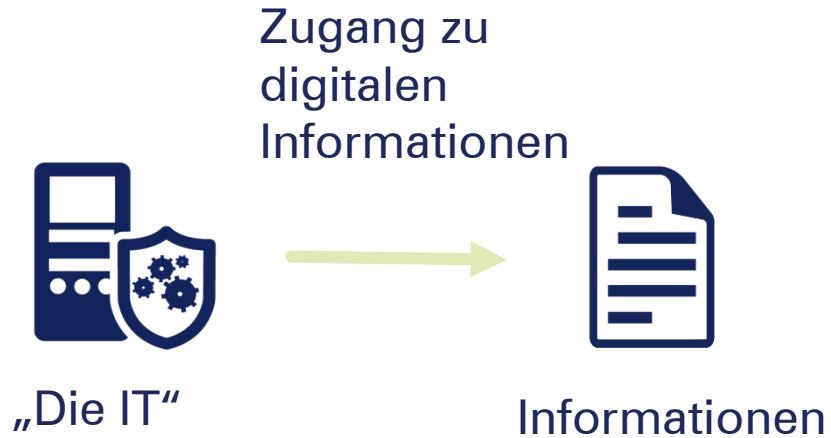 Zugang zu
digitalen
Informationen
„Die IT“
Informationen